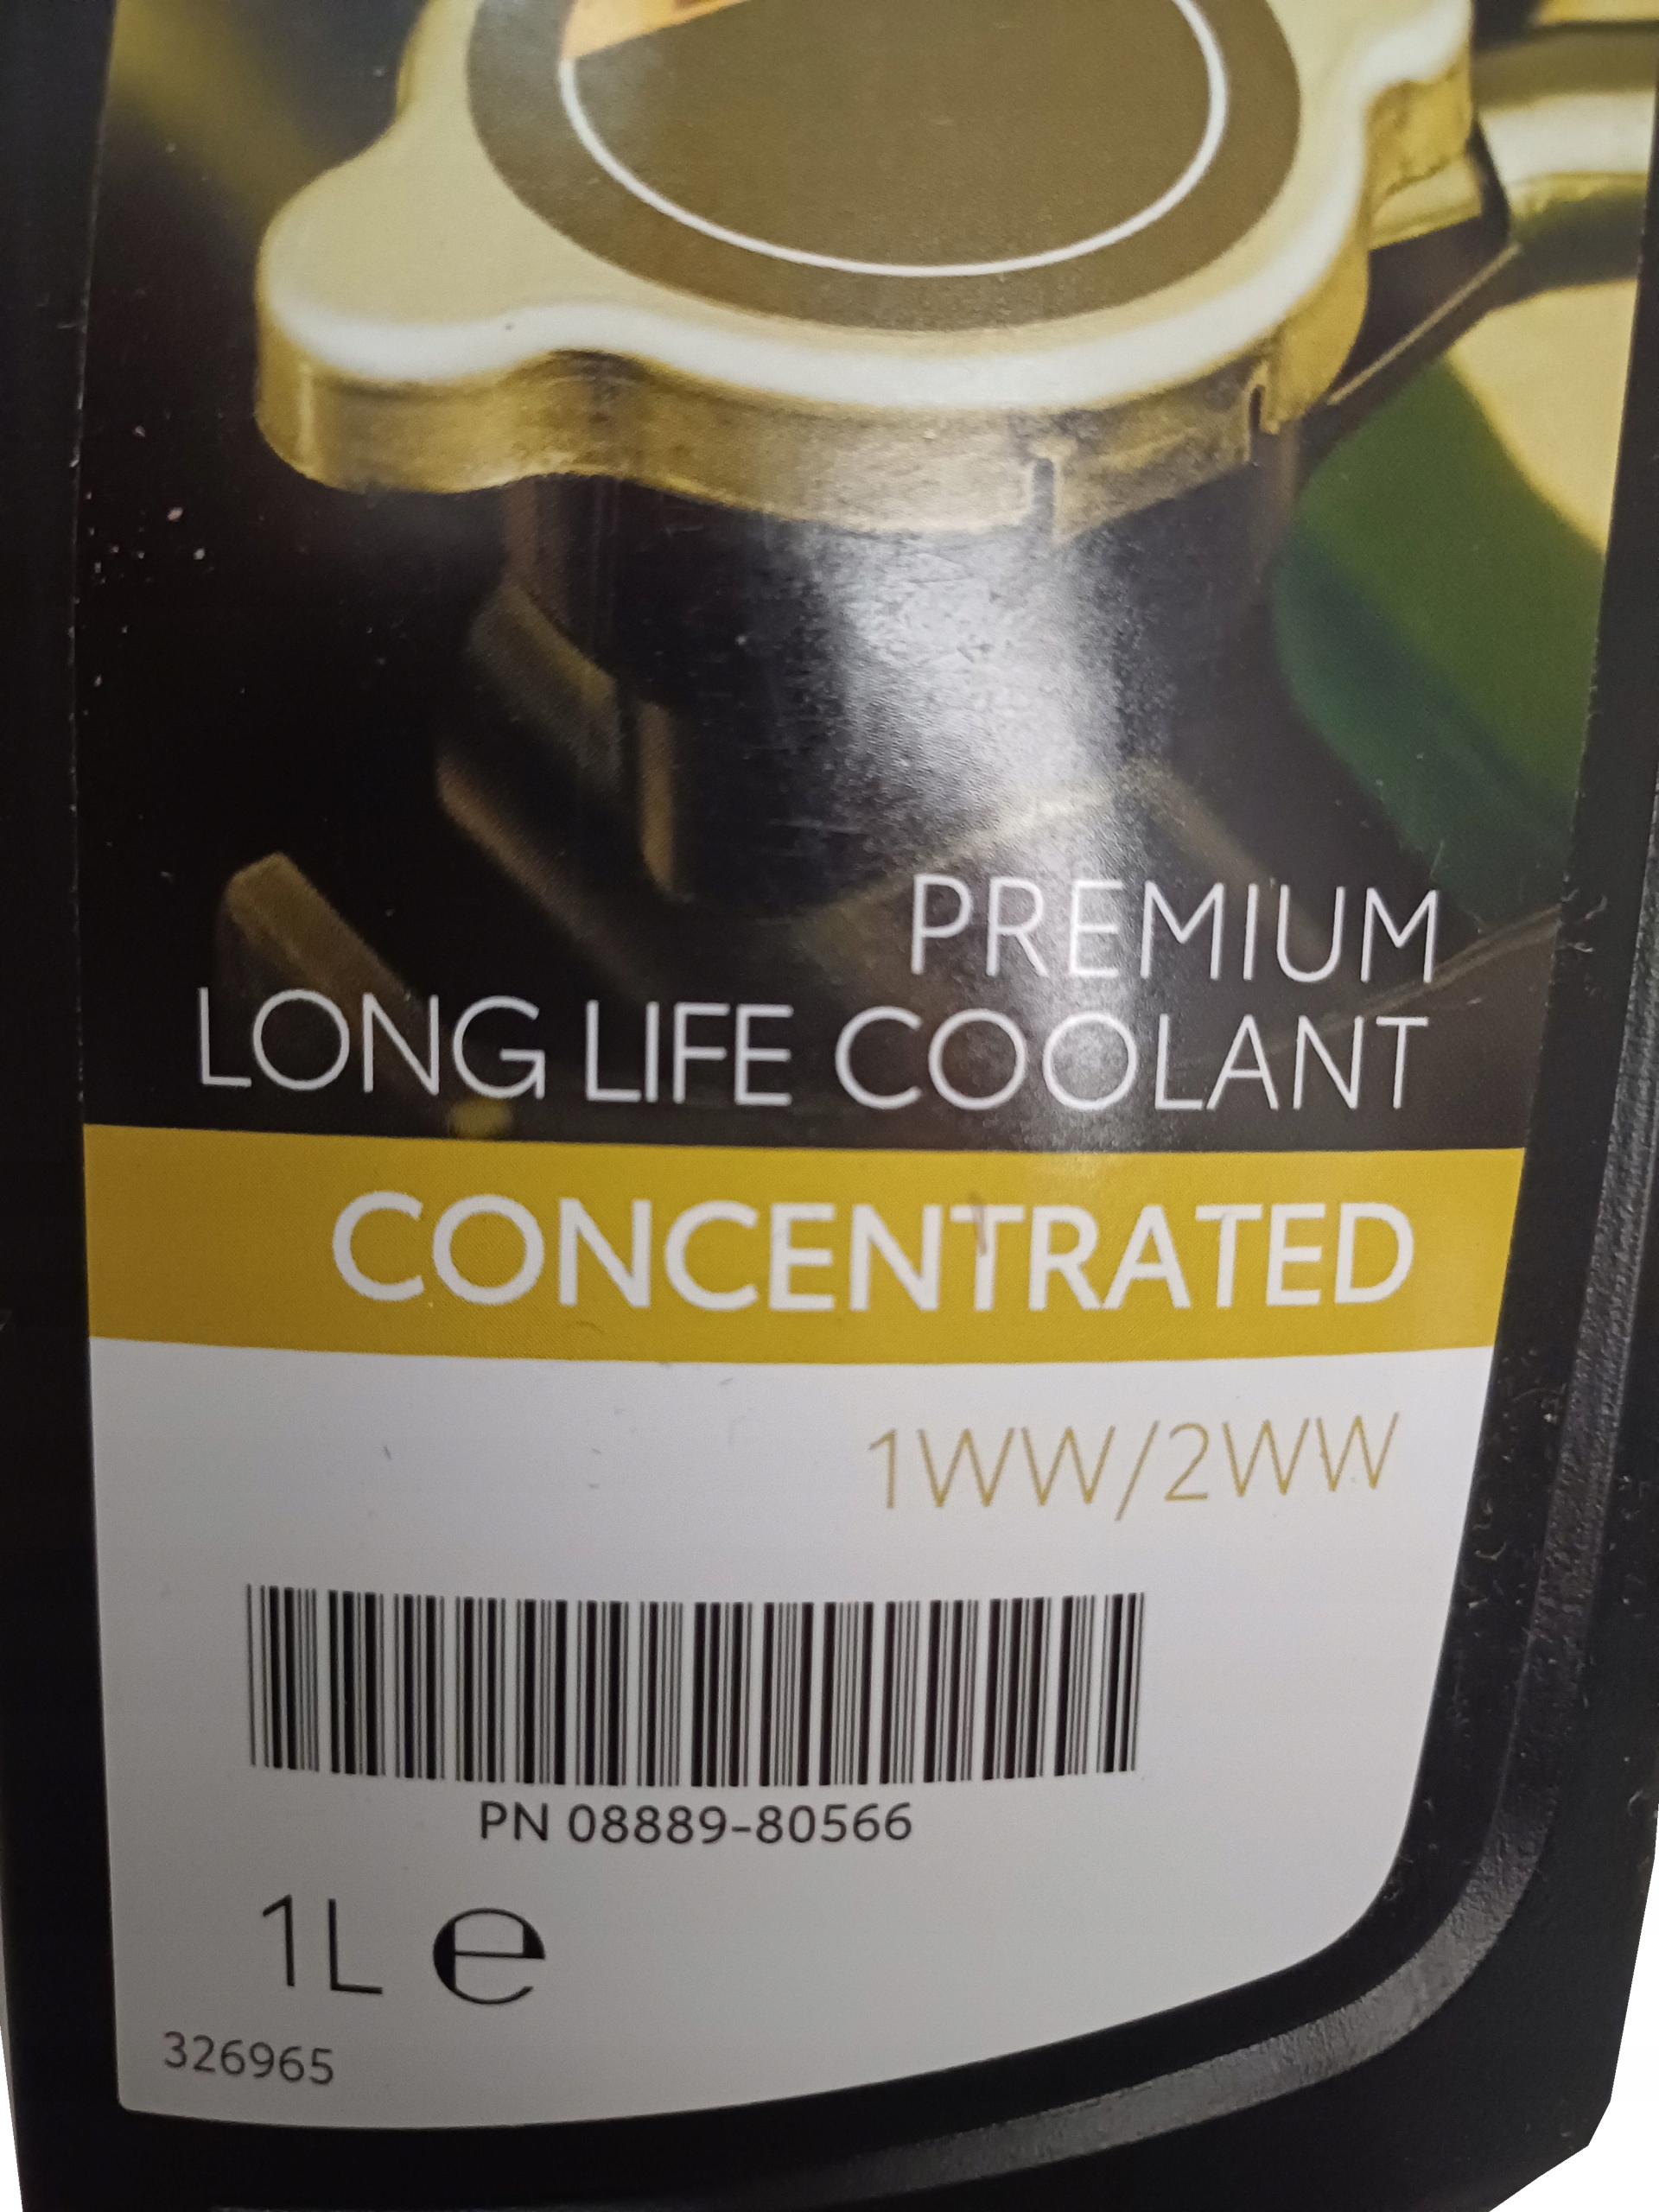 PREMIUM
LONG LIFE COOLANT
CONCENTRATED
1WW/2WW
PN 08889-80566
1L e
326965